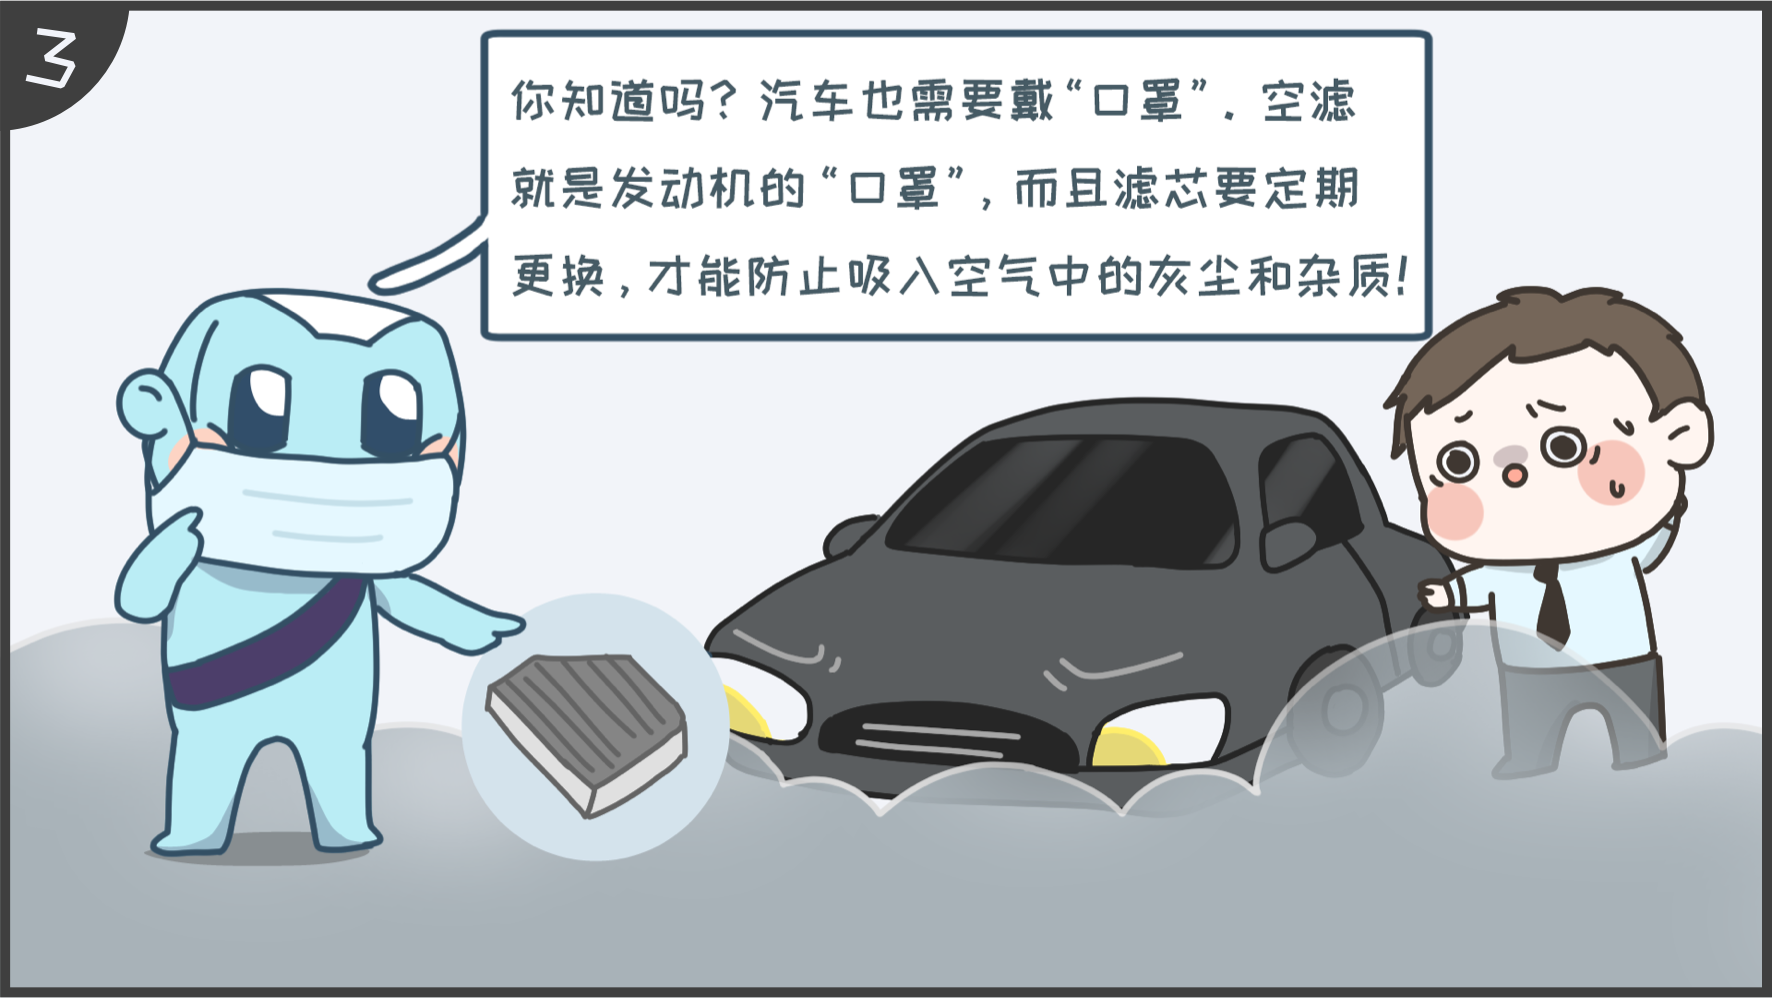 3
你知道吗？汽车也需要戴“口罩”．空滤
就是发动机的“口罩”，而且滤芯要定期
更换，才能防止吸入空气中的灰尘和杂质！